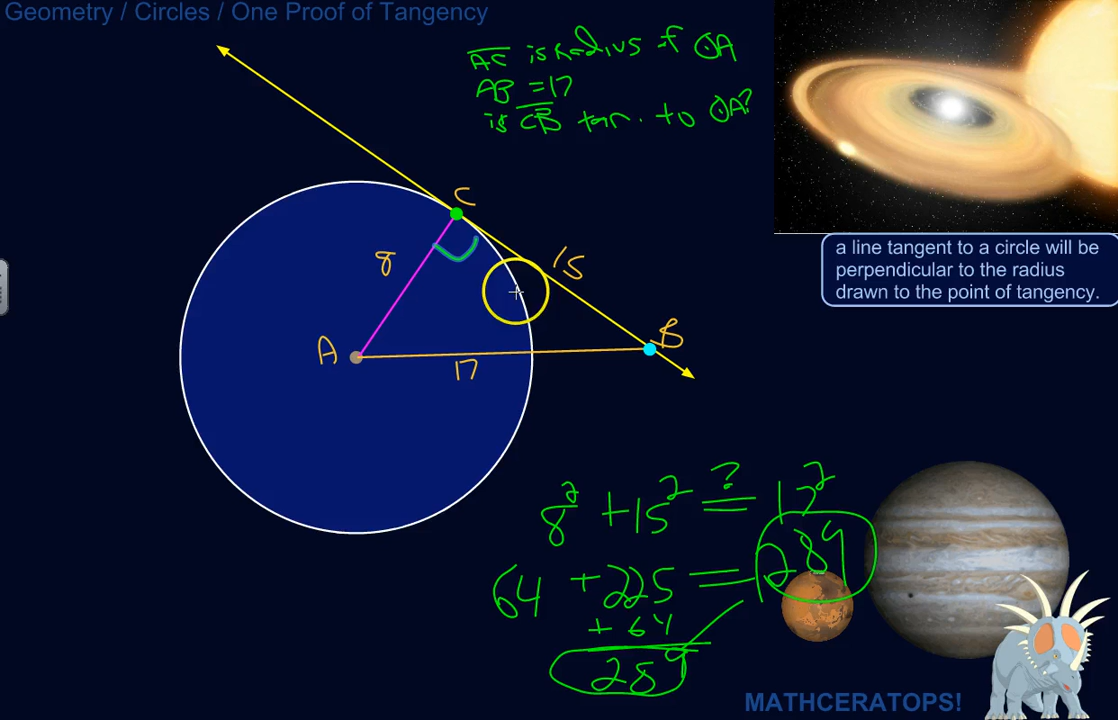 Geometry / Circles / One Proof of Tangency
AC is radius of ⊙A
AB = 17
is CB tan. to ⊙A?
a line tangent to a circle will be
perpendicular to the radius
drawn to the point of tangency.
C
8
15
A
B
17
8² + 15² ≟ 17²
64 + 225 = 289
+ 64
289
MATHCERATOPS!